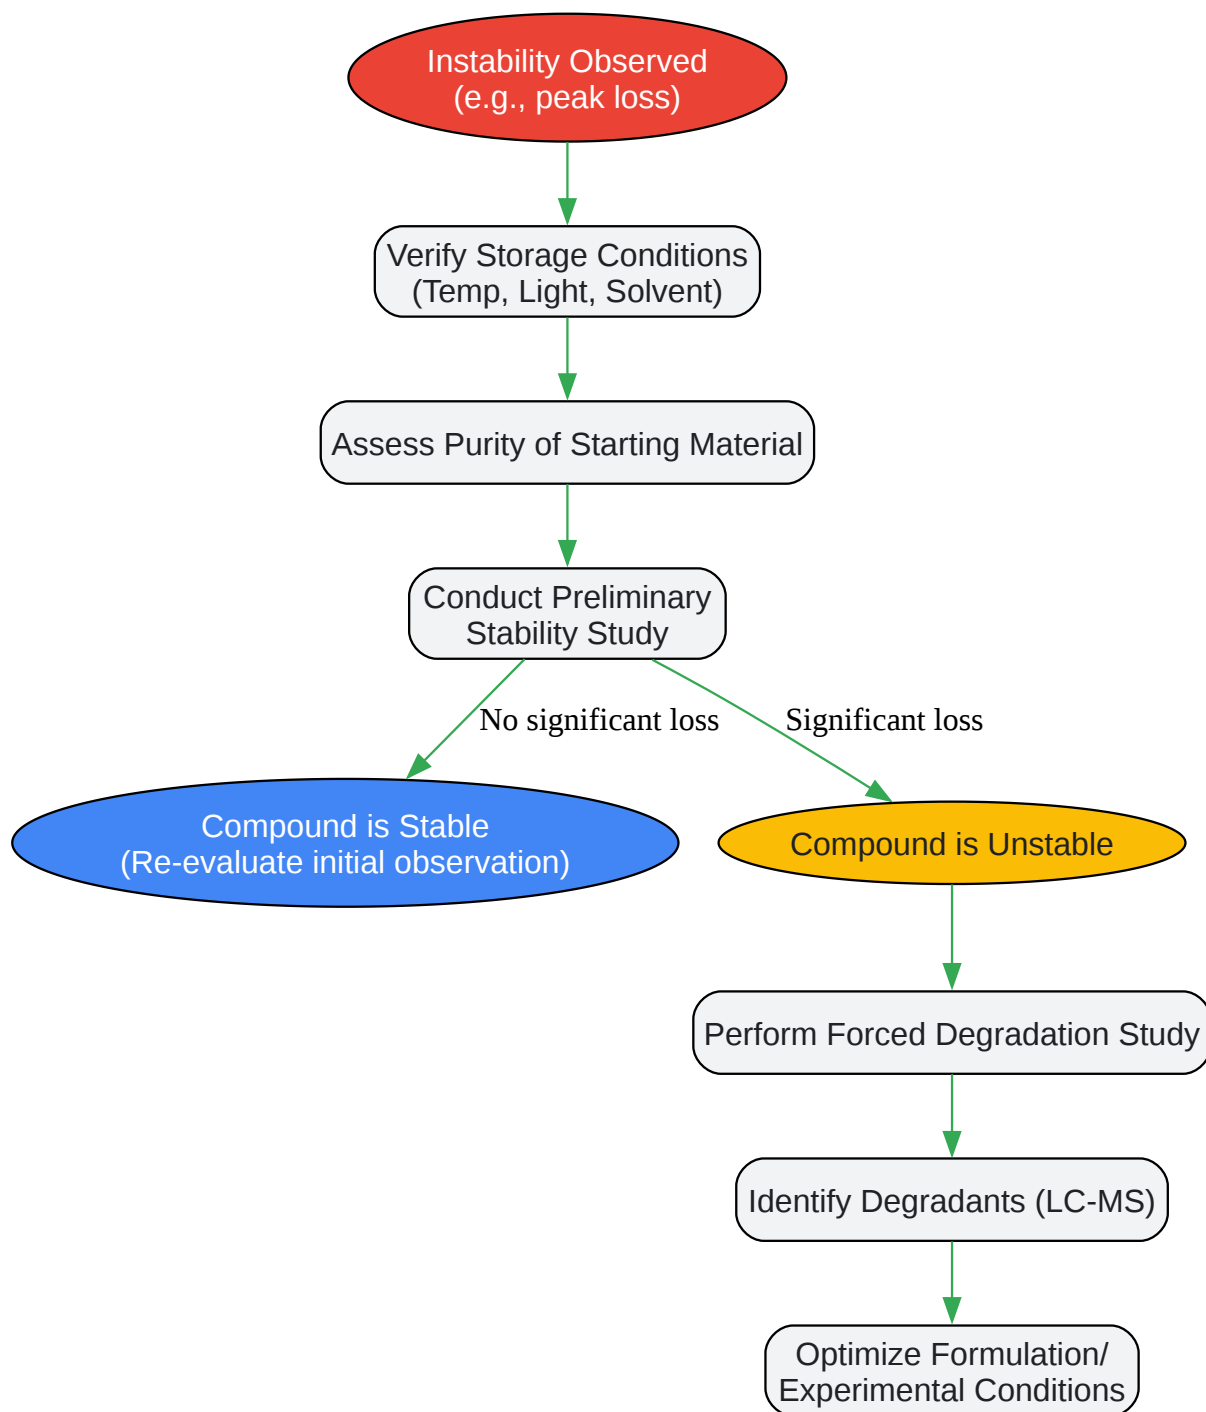 Instability Observed
(e.g., peak loss)
Verify Storage Conditions
(Temp, Light, Solvent)
Assess Purity of Starting Material
Conduct Preliminary
Stability Study
No significant loss
Significant loss
Compound is Stable
(Re-evaluate initial observation)
Compound is Unstable
Perform Forced Degradation Study
Identify Degradants (LC-MS)
Optimize Formulation/
Experimental Conditions